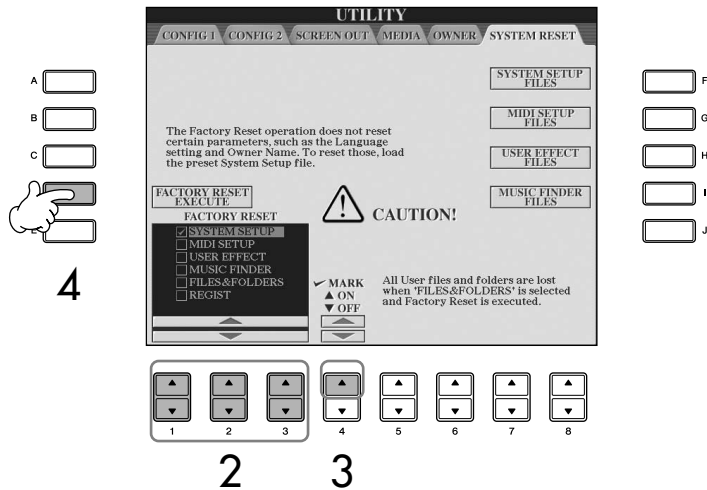 UTILITY
CONFIG 1 CONFIG 2 SCREEN OUT MEDIA OWNER SYSTEM RESET
SYSTEM SETUP
FILES
MIDI SETUP
FILES
USER EFFECT
FILES
MUSIC FINDER
FILES
The Factory Reset operation does not reset
certain parameters, such as the Language
setting and Owner Name. To reset those, load
the preset System Setup file.
FACTORY RESET
EXECUTE
CAUTION!
FACTORY RESET
SYSTEM SETUP
MIDI SETUP
USER EFFECT
MUSIC FINDER
FILES&FOLDERS
REGIST
MARK
▲ ON
▼ OFF
All User files and folders are lost
when 'FILES&FOLDERS' is selected
and Factory Reset is executed.
A
B
C
E
F
G
H
I
J
4
1 2 3 4 5 6 7 8
2 3